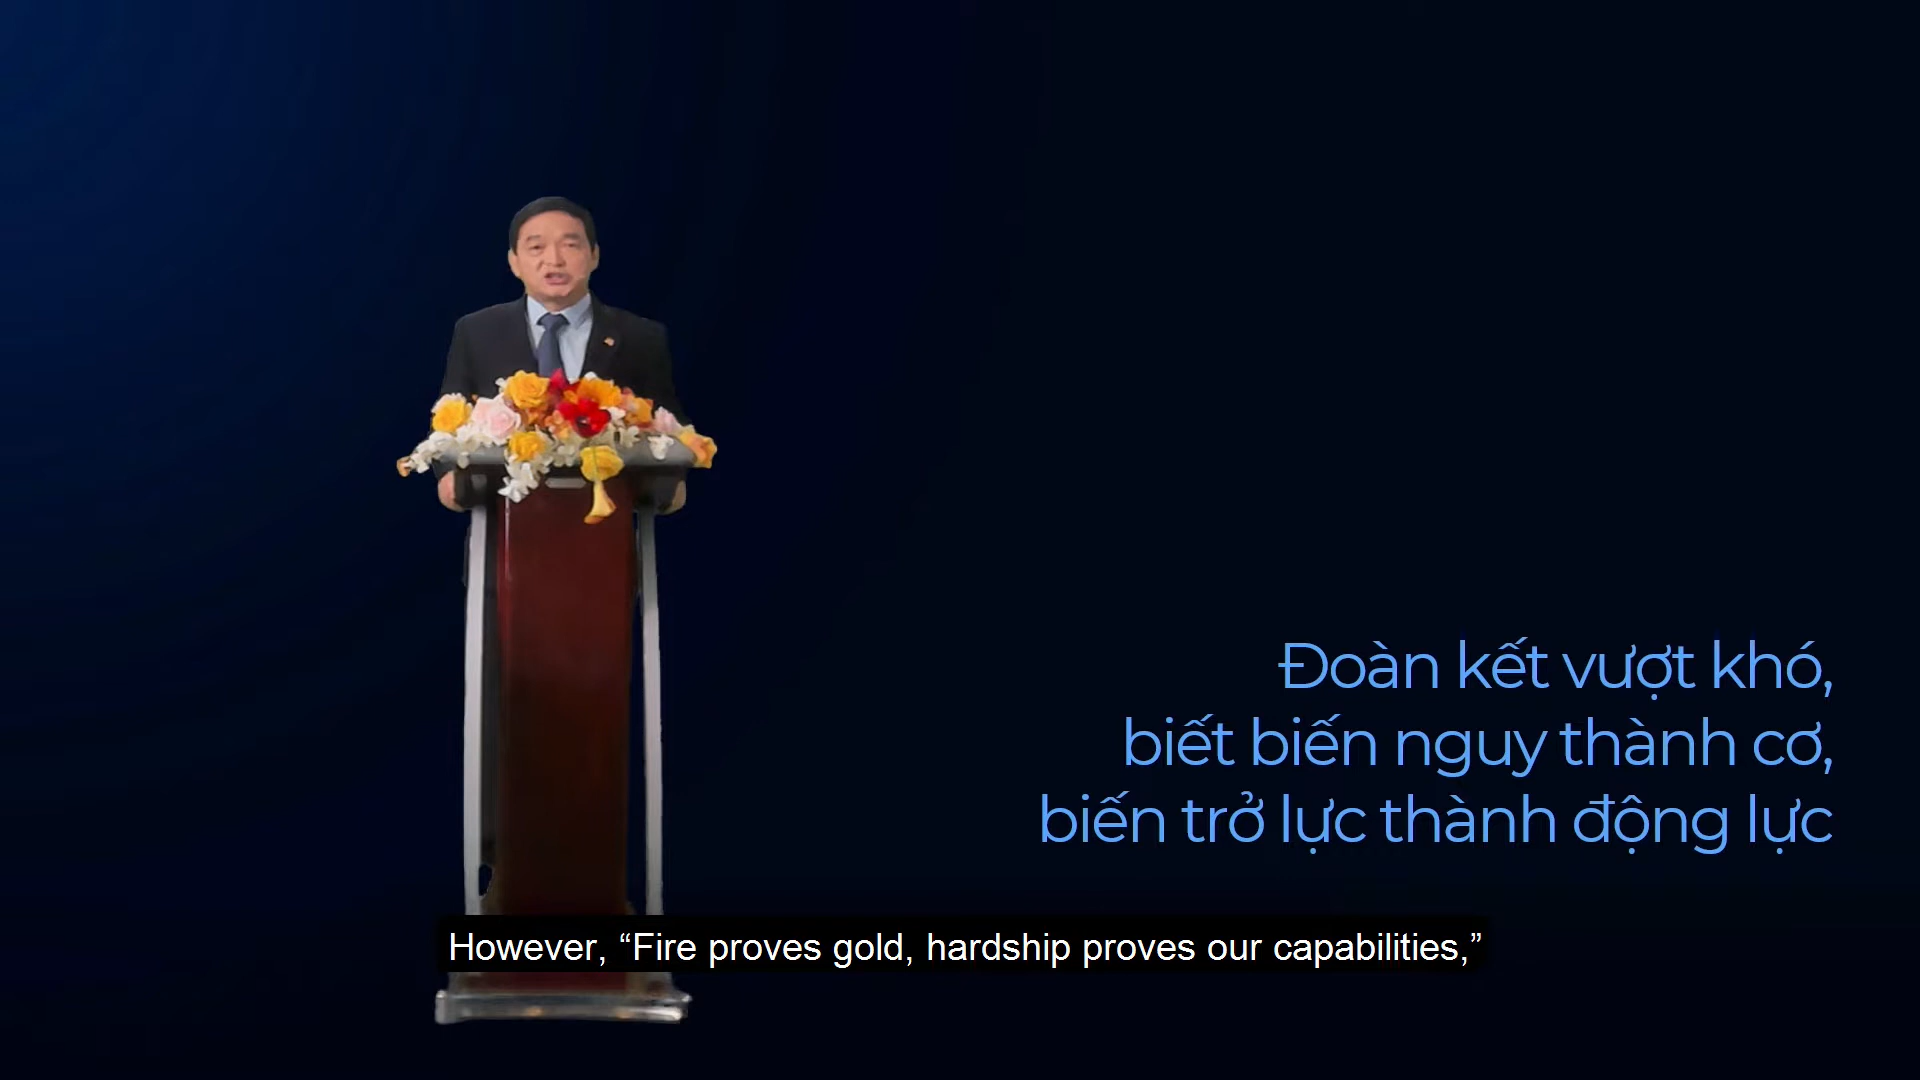 Đoàn kết vượt khó,
biết biến nguy thành cơ,
biến trở lực thành động lực
However, “Fire proves gold, hardship proves our capabilities,”